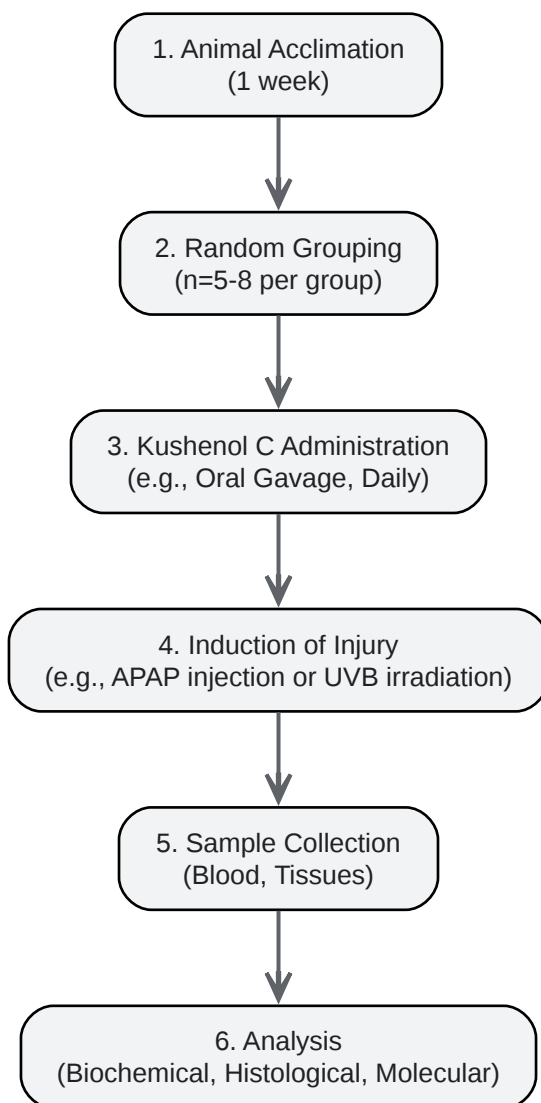 1. Animal Acclimation
(1 week)
2. Random Grouping
(n=5-8 per group)
3. Kushenol C Administration
(e.g., Oral Gavage, Daily)
4. Induction of Injury
(e.g., APAP injection or UVB irradiation)
5. Sample Collection
(Blood, Tissues)
6. Analysis
(Biochemical, Histological, Molecular)